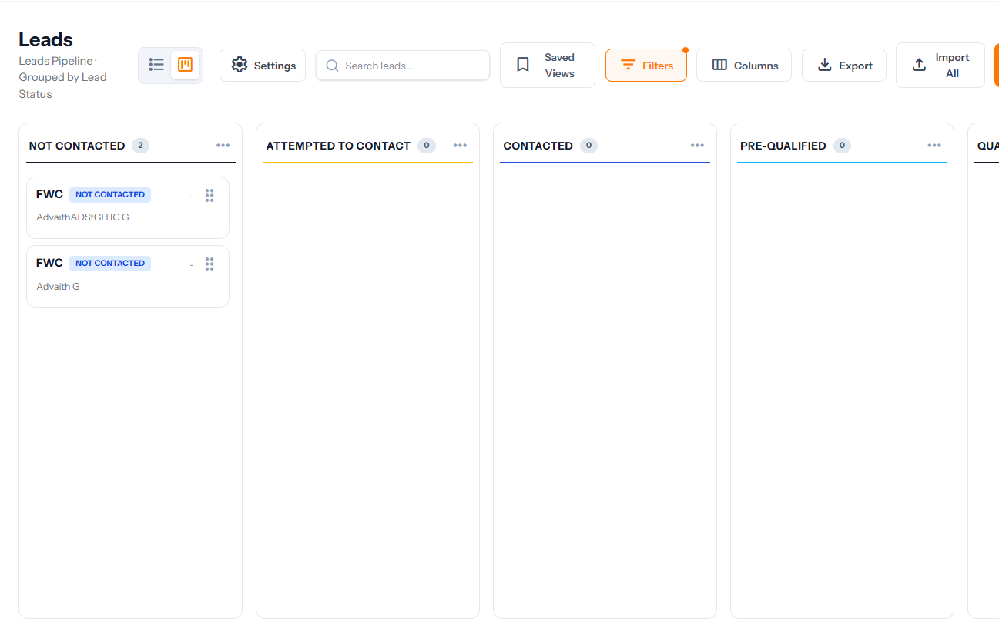 Leads
Leads Pipeline ·
Grouped by Lead
Status
Settings
Search leads...
Saved
Views
Filters
Columns
Export
Import
All
NOT CONTACTED 2
ATTEMPTED TO CONTACT 0
CONTACTED 0
PRE-QUALIFIED 0
QUA
FWC NOT CONTACTED -
AdvaithADSfGHJC G
FWC NOT CONTACTED -
Advaith G